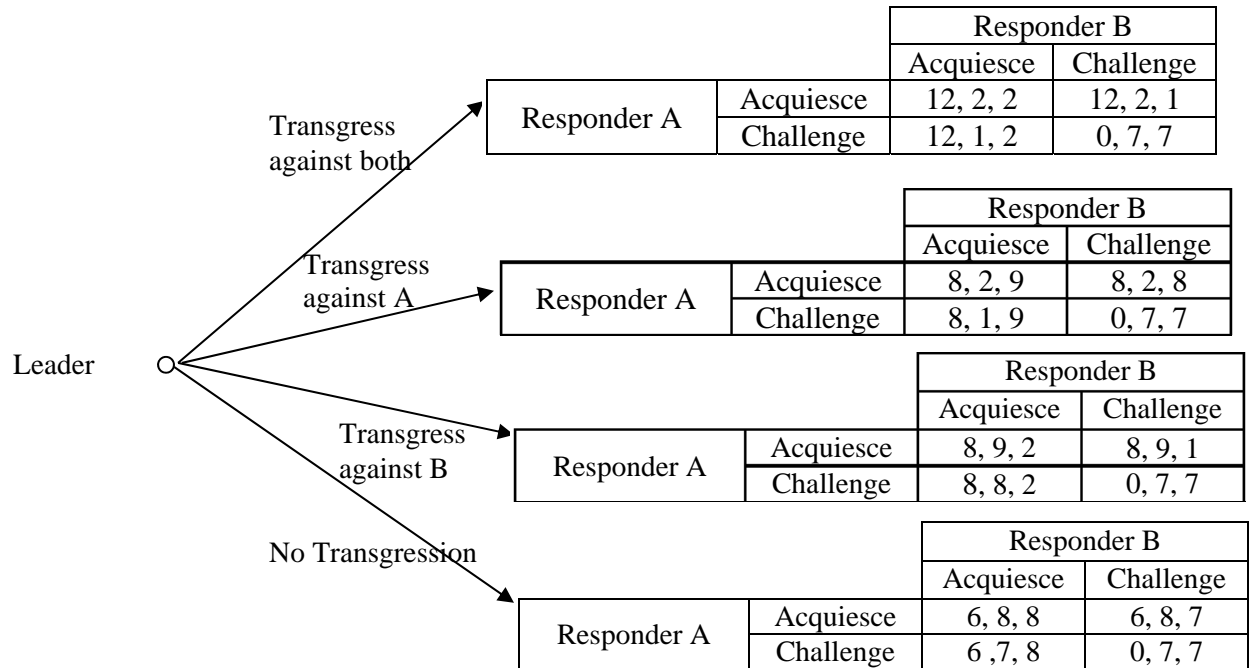 Responder B
Acquiesce Challenge
Responder A Acquiesce 12, 2, 2 12, 2, 1
Challenge 12, 1, 2 0, 7, 7
Transgress
against both
Responder B
Acquiesce Challenge
Responder A Acquiesce 8, 2, 9 8, 2, 8
Challenge 8, 1, 9 0, 7, 7
Transgress
against A
Leader
Responder B
Acquiesce Challenge
Responder A Acquiesce 8, 9, 2 8, 9, 1
Challenge 8, 8, 2 0, 7, 7
Transgress
against B
No Transgression
Responder B
Acquiesce Challenge
Responder A Acquiesce 6, 8, 8 6, 8, 7
Challenge 6 ,7, 8 0, 7, 7